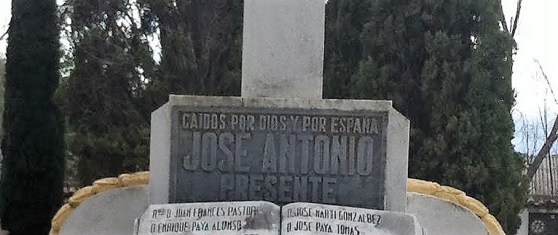 CAIDOS POR DIOS Y POR ESPAÑA
JOSE ANTONIO
PRESENTE
D. JUAN FRANCES PASTOR
D. ENRIQUE PAYA ALONSO
D. JOSE MARTI GONZALBEZ
D. JOSE PAYA TOMAS